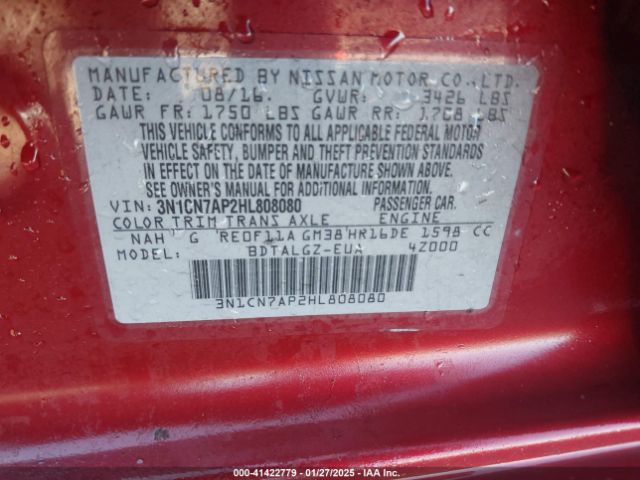 MANUFACTURED BY NISSAN MOTOR CO., LTD.
DATE: 08/16. GVWR: 3426 LBS
GAWR FR: 1750 LBS GAWR RR: 1708 LBS
THIS VEHICLE CONFORMS TO ALL APPLICABLE FEDERAL MOTOR
VEHICLE SAFETY, BUMPER AND THEFT PREVENTION STANDARDS
IN EFFECT ON THE DATE OF MANUFACTURE SHOWN ABOVE.
SEE OWNER'S MANUAL FOR ADDITIONAL INFORMATION.
VIN: 3N1CN7AP2HL808080 PASSENGER CAR.
COLOR TRIM TRANS AXLE ENGINE
NAH G RE0F11A GM38 HR16DE 1598 CC
MODEL: BDTALGZ-EUA 4Z000
3N1CN7AP2HL808080
000-41422779 - 01/27/2025 - IAAI.COM